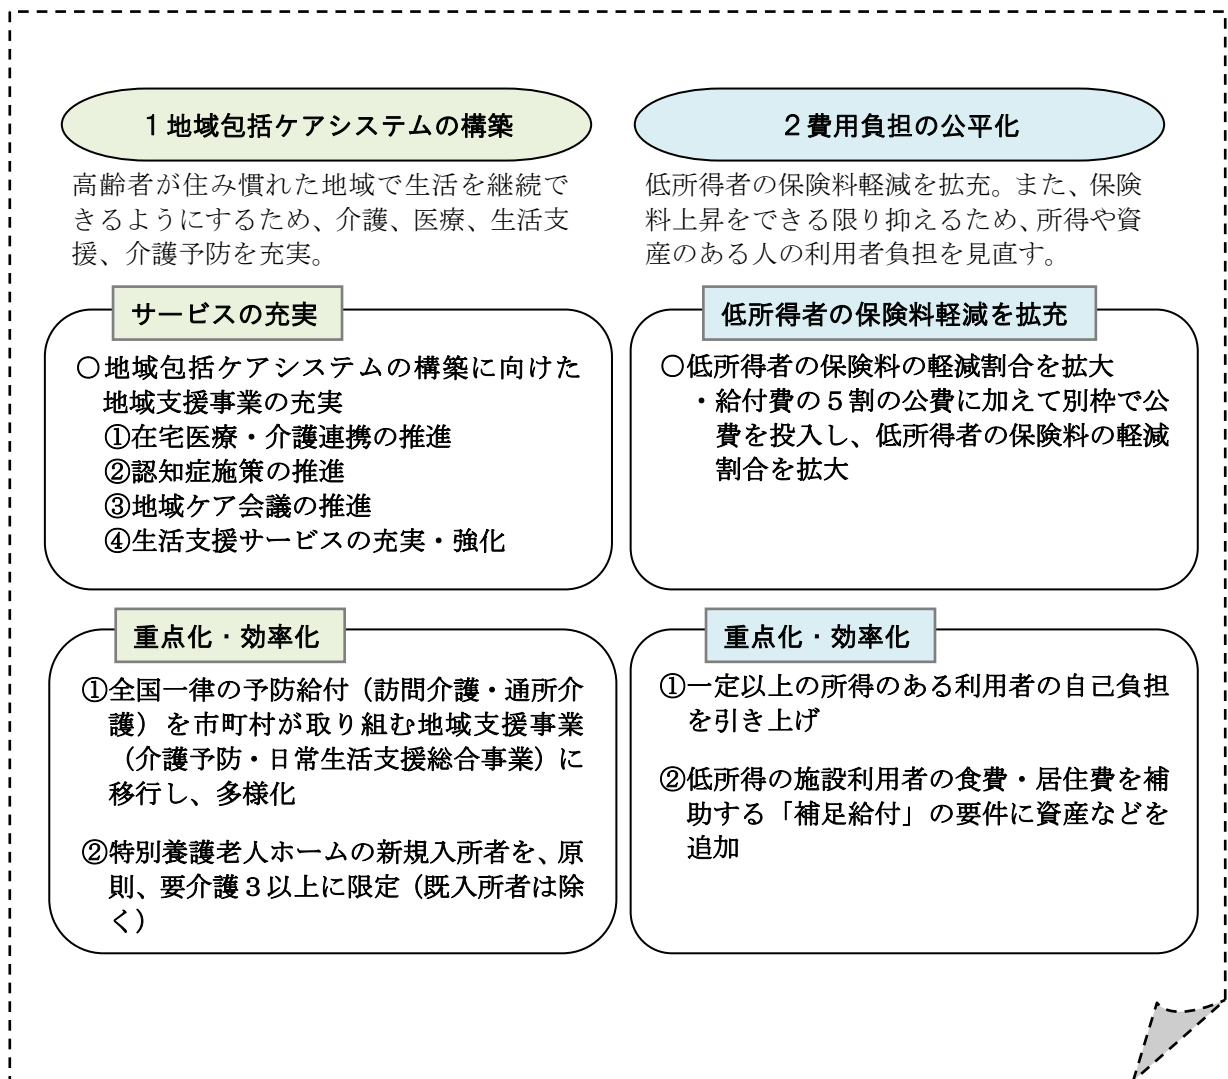 1地域包括ケアシステムの構築
高齢者が住み慣れた地域で生活を継続で
きるようにするため、介護、医療、生活支
援、介護予防を充実。
サービスの充実
○地域包括ケアシステムの構築に向けた
地域支援事業の充実
①在宅医療・介護連携の推進
②認知症施策の推進
③地域ケア会議の推進
④生活支援サービスの充実・強化
重点化・効率化
①全国一律の予防給付（訪問介護・通所介
護）を市町村が取り組む地域支援事業
（介護予防・日常生活支援総合事業）に
移行し、多様化
②特別養護老人ホームの新規入所者を、原
則、要介護３以上に限定（既入所者は除
く）
２費用負担の公平化
低所得者の保険料軽減を拡充。また、保険
料上昇をできる限り抑えるため、所得や資
産のある人の利用者負担を見直す。
低所得者の保険料軽減を拡充
○低所得者の保険料の軽減割合を拡大
・給付費の５割の公費に加えて別枠で公
費を投入し、低所得者の保険料の軽減
割合を拡大
重点化・効率化
①一定以上の所得のある利用者の自己負担
を引き上げ
②低所得の施設利用者の食費・居住費を補
助する「補足給付」の要件に資産などを
追加